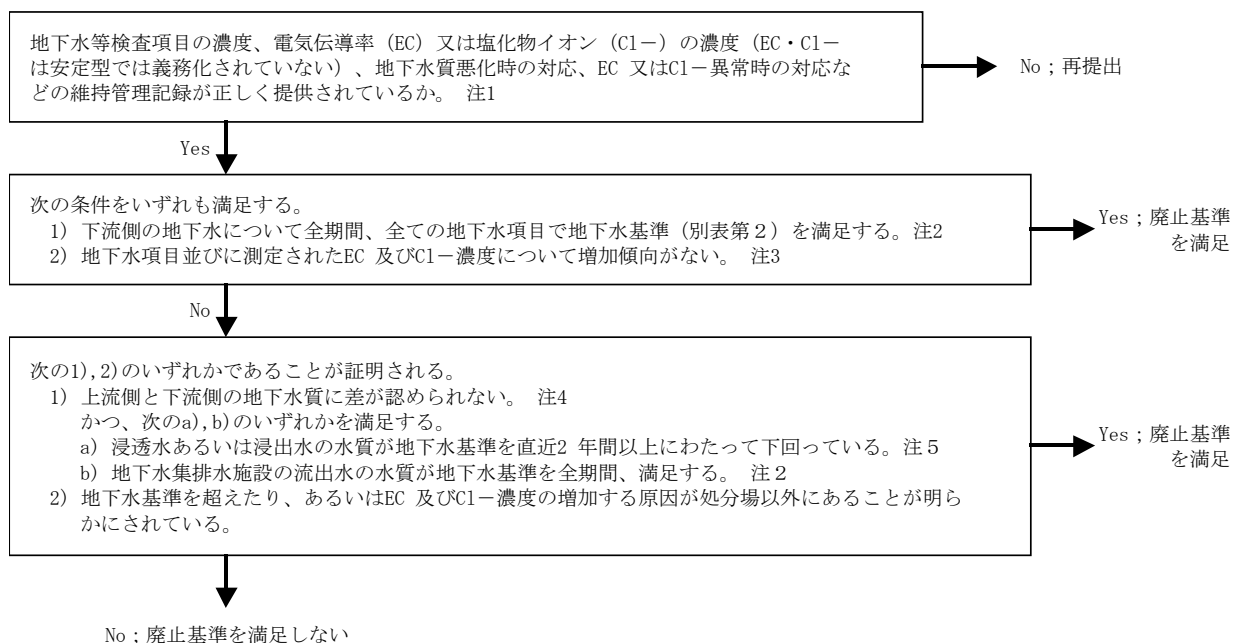 地下水等検査項目の濃度、電気伝導率（EC）又は塩化物イオン（Cl－）の濃度（EC・Cl－
は安定型では義務化されていない）、地下水質悪化時の対応、EC 又はCl－異常時の対応な
どの維持管理記録が正しく提供されているか。 注1
No；再提出
Yes
次の条件をいずれも満足する。
1) 下流側の地下水について全期間、全ての地下水項目で地下水基準（別表第２）を満足する。注2
2) 地下水項目並びに測定されたEC 及びCl－濃度について増加傾向がない。 注3
Yes；廃止基準
を満足
No
次の1),2)のいずれかであることが証明される。
1) 上流側と下流側の地下水質に差が認められない。 注4
かつ、次のa),b)のいずれかを満足する。
a) 浸透水あるいは浸出水の水質が地下水基準を直近2 年間以上にわたって下回っている。注５
b) 地下水集排水施設の流出水の水質が地下水基準を全期間、満足する。 注２
2) 地下水基準を超えたり、あるいはEC 及びCl－濃度の増加する原因が処分場以外にあることが明ら
かにされている。
Yes；廃止基準
を満足
No；廃止基準を満足しない